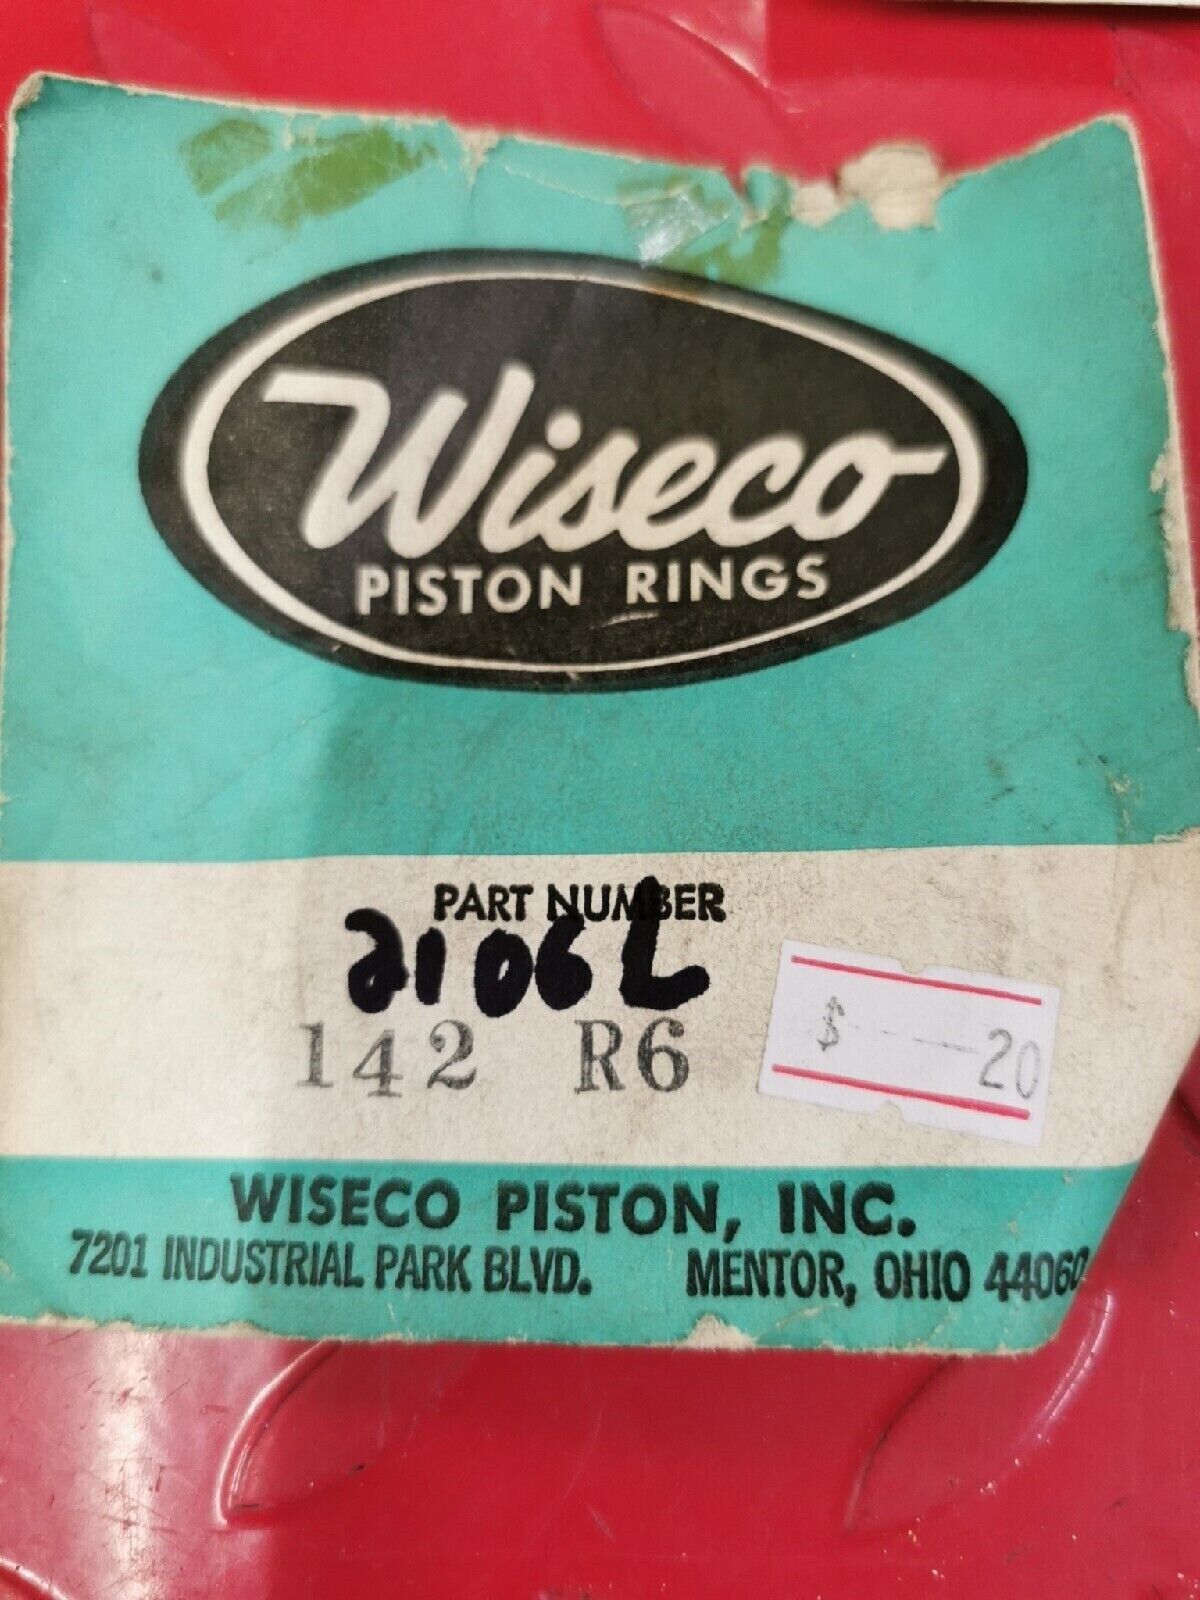 Wiseco
PISTON RINGS
PART NUMBER
2106L
142 R6
$ 20
WISECO PISTON, INC.
7201 INDUSTRIAL PARK BLVD. MENTOR, OHIO 44060